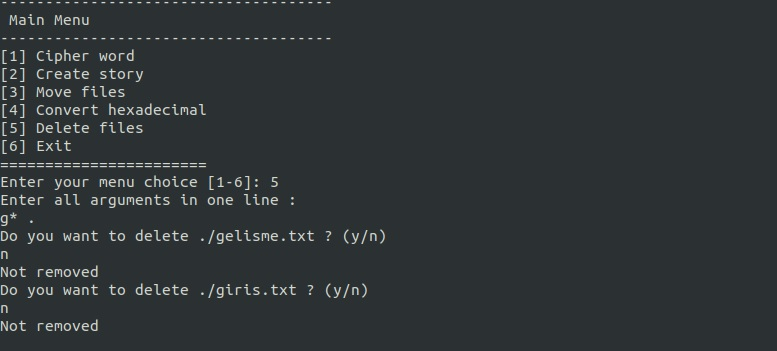 -------------------------------------
 Main Menu
-------------------------------------
[1] Cipher word
[2] Create story
[3] Move files
[4] Convert hexadecimal
[5] Delete files
[6] Exit
=======================
Enter your menu choice [1-6]: 5
Enter all arguments in one line :
g* .
Do you want to delete ./gelisme.txt ? (y/n)
n
Not removed
Do you want to delete ./giris.txt ? (y/n)
n
Not removed